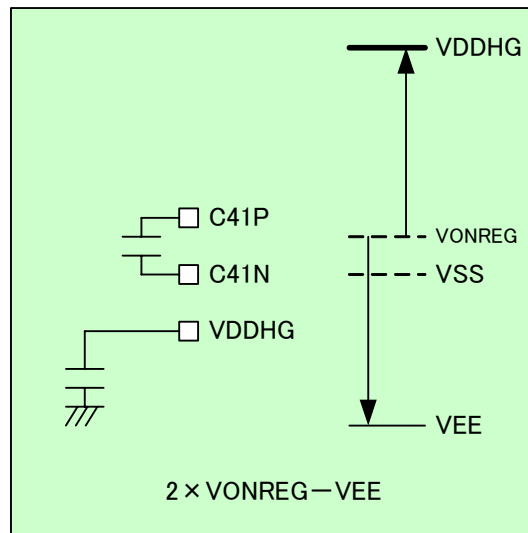 VDDHG
C41P
VONREG
C41N
VSS
VDDHG
VEE
2×VONREG－VEE